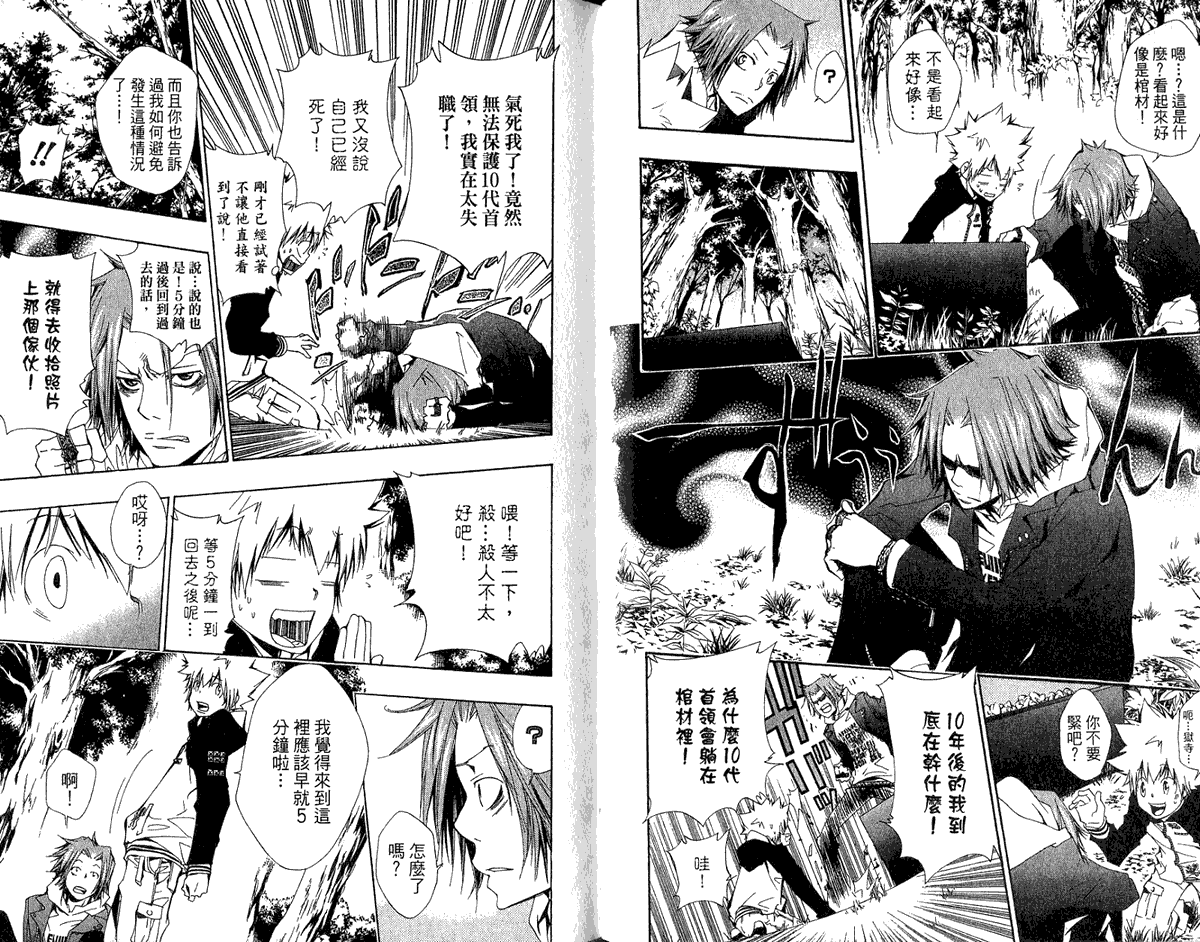 嗯…?這是什
麼?看起來好
像是棺材!
不是看起
來好像…
?
ずううんん
呃…獄寺…
你不要
緊吧?
10年後的我到
底在幹什麼!
為什麼10代
首領會躺在
棺材裡!
哇!
氣死我了!竟然
無法保護10代首
領,我實在太失
職了!
我又沒說
自己已經
死了!
剛才已經試著
不讓他直接看
到了說!
而且你也告訴
過我如何避免
發生這種情況
了…!
!!
說…說的也
是!5分鐘
過後回到過
去的話,
就得去收拾照片
上那個傢伙!
喂!等一下,
殺…殺人不太
好吧!
等5分鐘一到
回去之後呢…
哎呀…?
?
怎麼了
嗎?
我覺得來到這
裡應該早就5
分鐘啦…
啊!